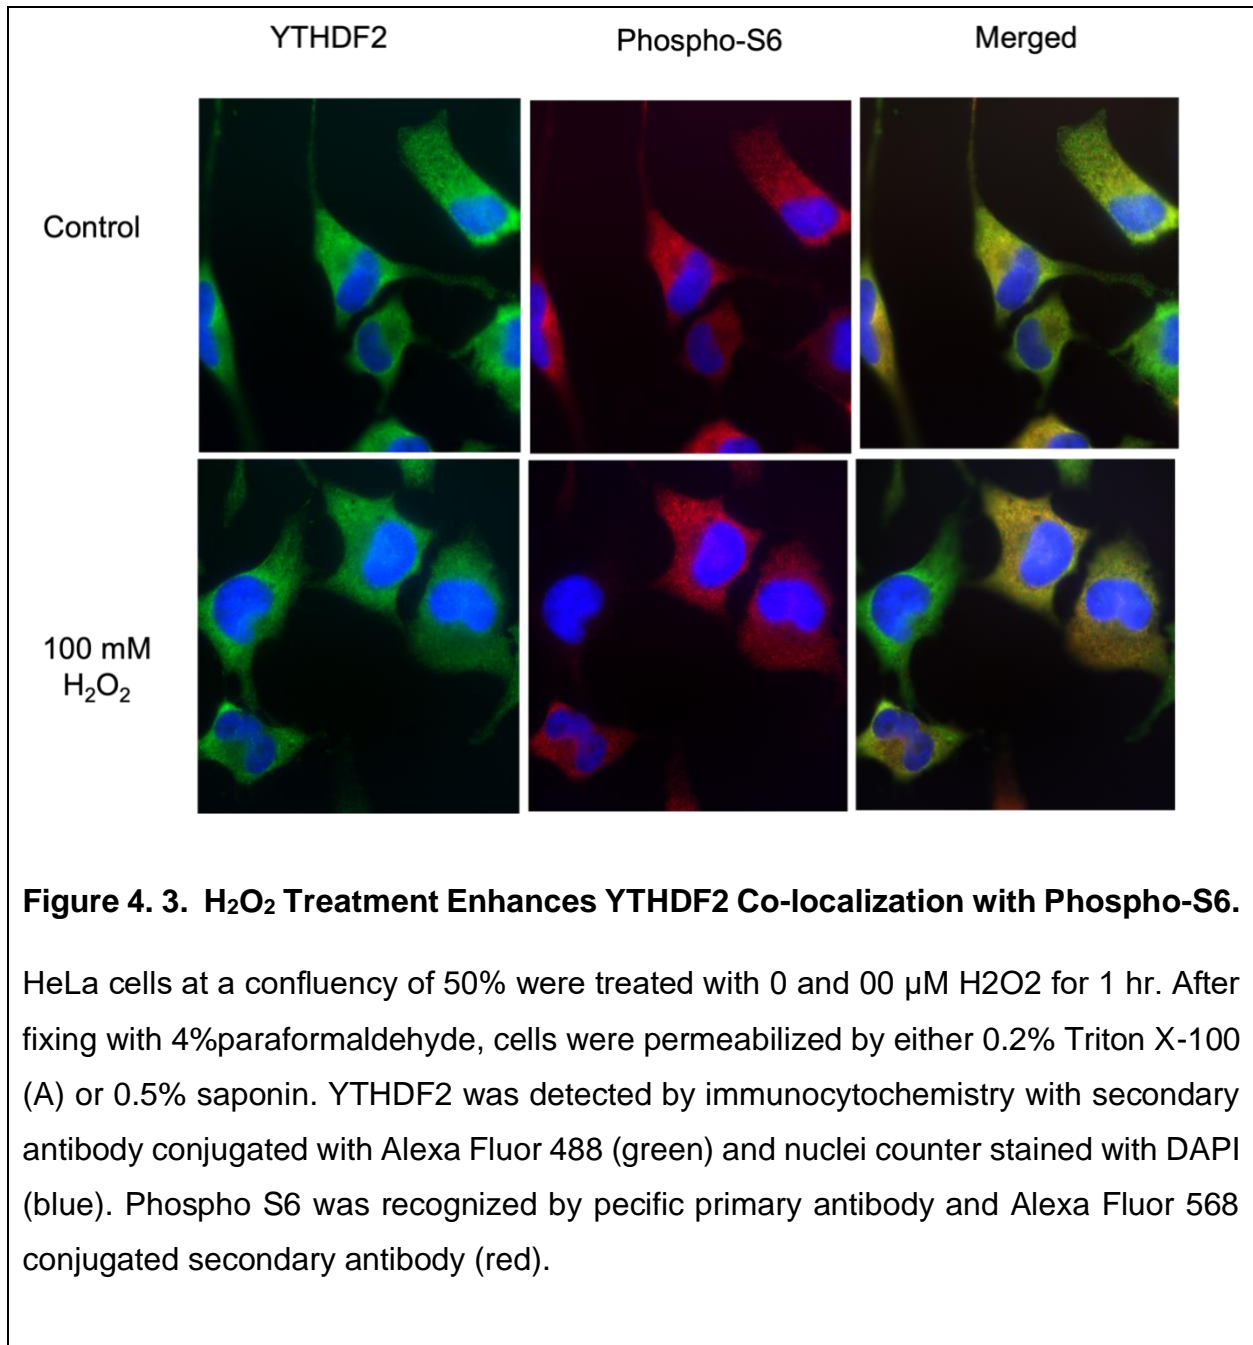 YTHDF2 Phospho-S6 Merged
Control
100 mM
H₂O₂
Figure 4. 3. H₂O₂ Treatment Enhances YTHDF2 Co-localization with Phospho-S6.
HeLa cells at a confluency of 50% were treated with 0 and 00 µM H2O2 for 1 hr. After
fixing with 4%paraformaldehyde, cells were permeabilized by either 0.2% Triton X-100
(A) or 0.5% saponin. YTHDF2 was detected by immunocytochemistry with secondary
antibody conjugated with Alexa Fluor 488 (green) and nuclei counter stained with DAPI
(blue). Phospho S6 was recognized by pecific primary antibody and Alexa Fluor 568
conjugated secondary antibody (red).